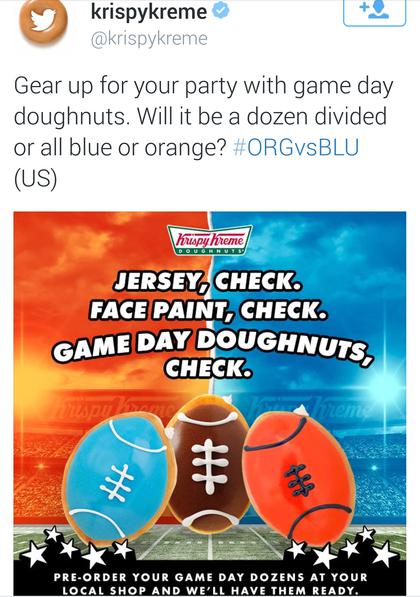 krispykreme
@krispykreme
Gear up for your party with game day
doughnuts. Will it be a dozen divided
or all blue or orange? #ORGvsBLU
(US)
Krispy Kreme
DOUGHNUTS
JERSEY, CHECK.
FACE PAINT, CHECK.
GAME DAY DOUGHNUTS,
CHECK.
Krispy Kreme Krispy Kreme
PRE-ORDER YOUR GAME DAY DOZENS AT YOUR
LOCAL SHOP AND WE'LL HAVE THEM READY.